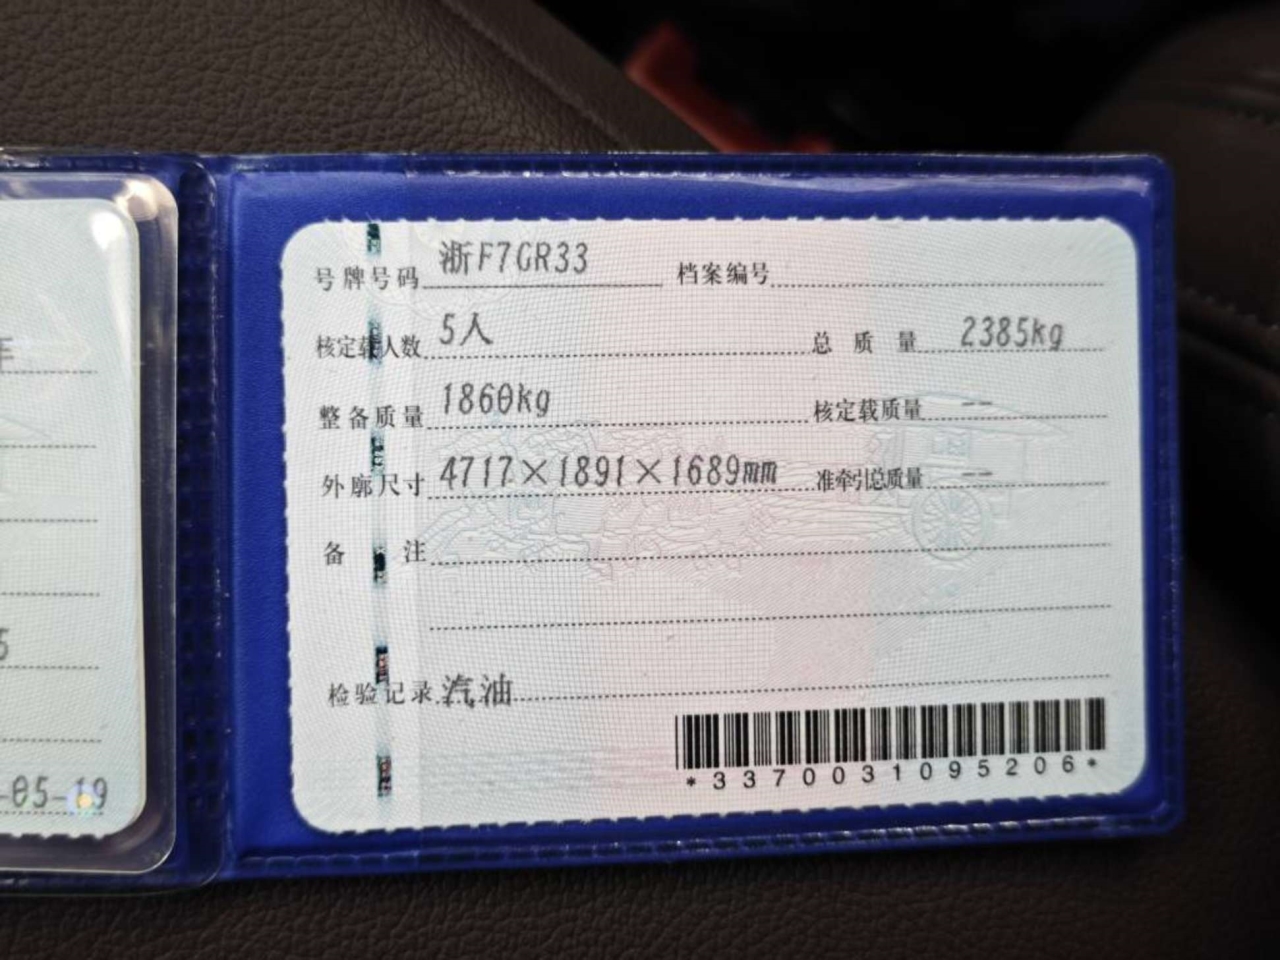 年
5
-05-19
号牌号码 浙F7GR33 档案编号
核定载人数 5人 总质量 2385kg
整备质量 1860kg 核定载质量 --
外廓尺寸 4717×1891×1689mm 准牵引总质量 --
备注
检验记录 汽油
*3370031095206*